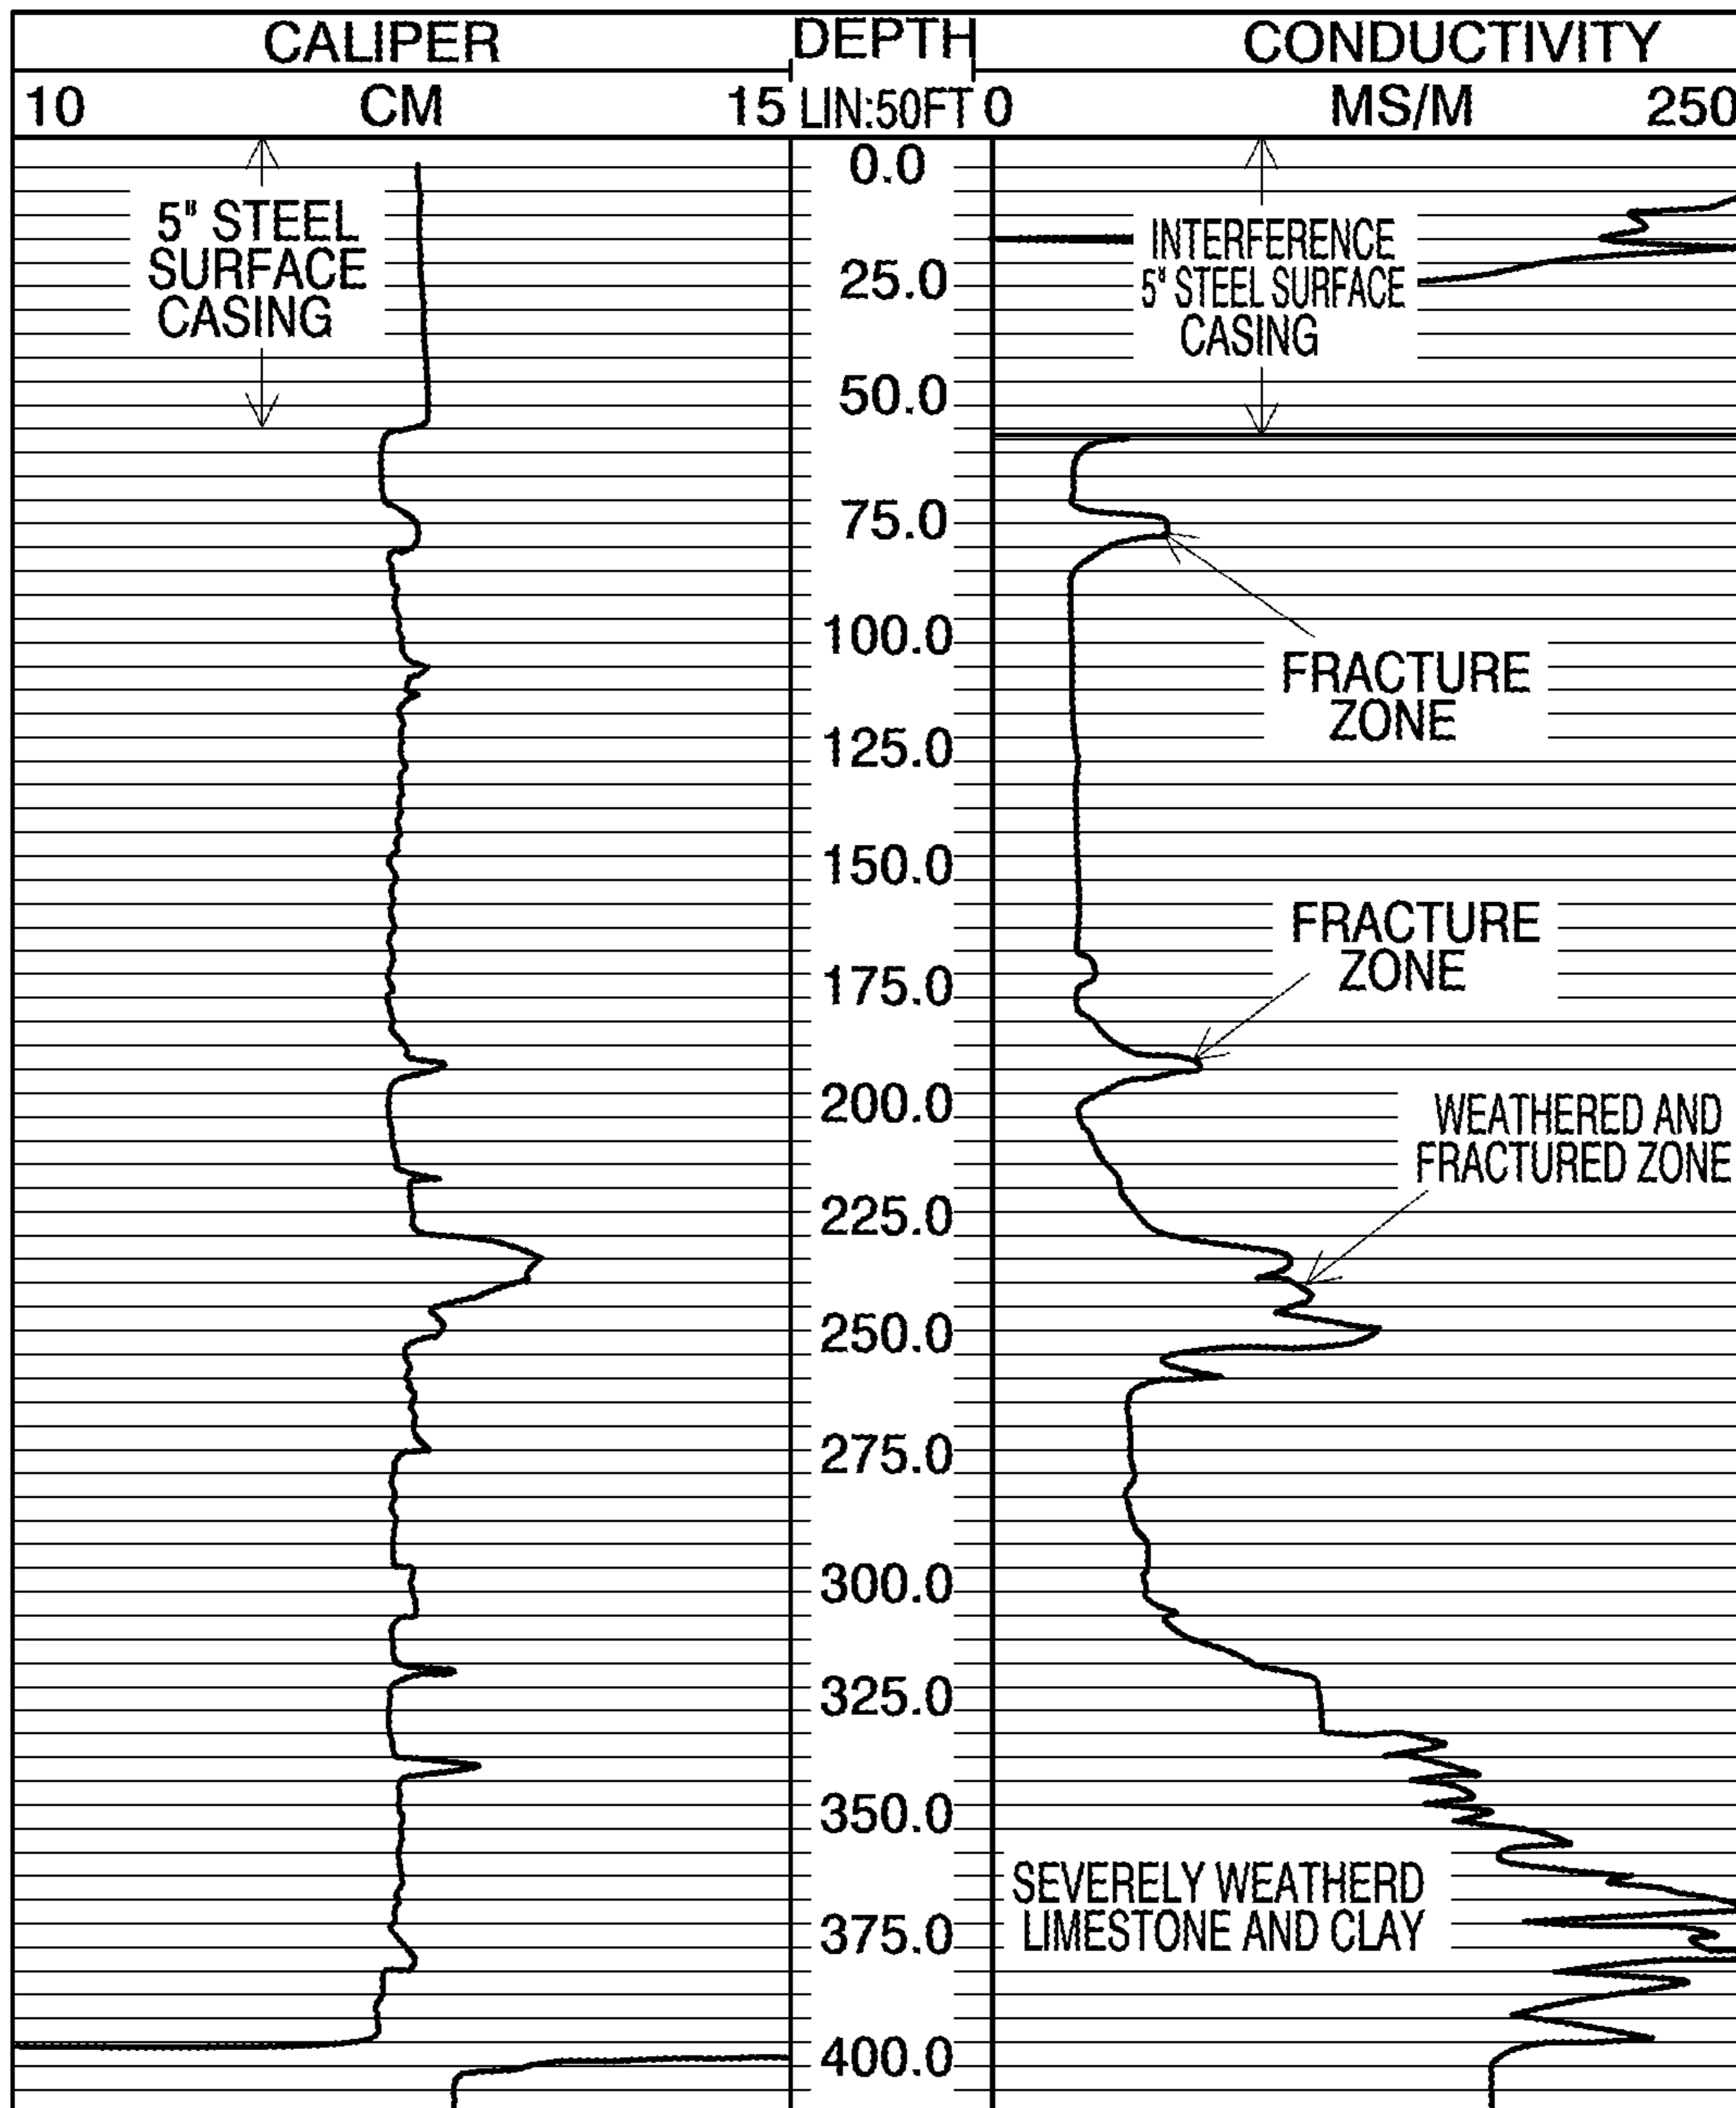 CALIPER DEPTH CONDUCTIVITY
10 CM 15 LIN:50FT 0 MS/M 250
0.0
5" STEEL
SURFACE
CASING
INTERFERENCE
5" STEEL SURFACE
CASING
25.0
50.0
75.0
100.0
FRACTURE
ZONE
125.0
150.0
FRACTURE
ZONE
175.0
200.0
WEATHERED AND
FRACTURED ZONE
225.0
250.0
275.0
300.0
325.0
350.0
SEVERELY WEATHERD
LIMESTONE AND CLAY
375.0
400.0